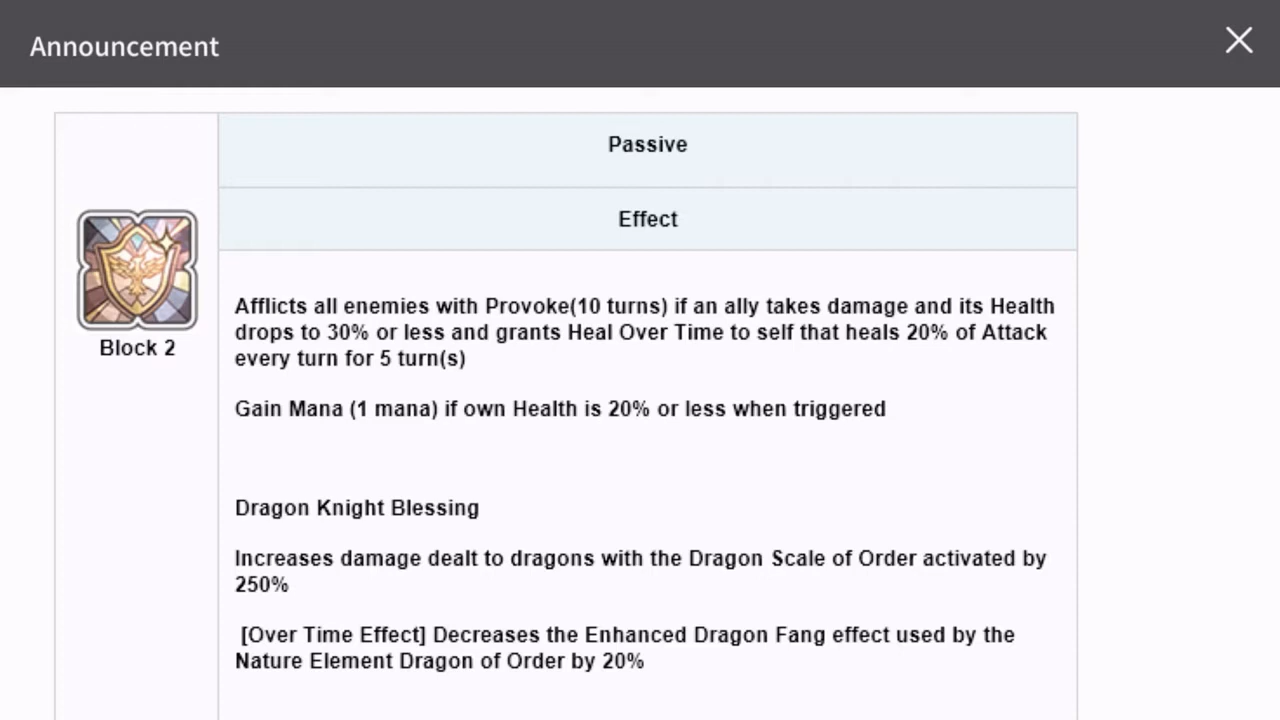 Announcement
Passive
Effect
Block 2
Afflicts all enemies with Provoke(10 turns) if an ally takes damage and its Health
drops to 30% or less and grants Heal Over Time to self that heals 20% of Attack
every turn for 5 turn(s)
Gain Mana (1 mana) if own Health is 20% or less when triggered
Dragon Knight Blessing
Increases damage dealt to dragons with the Dragon Scale of Order activated by
250%
[Over Time Effect] Decreases the Enhanced Dragon Fang effect used by the
Nature Element Dragon of Order by 20%